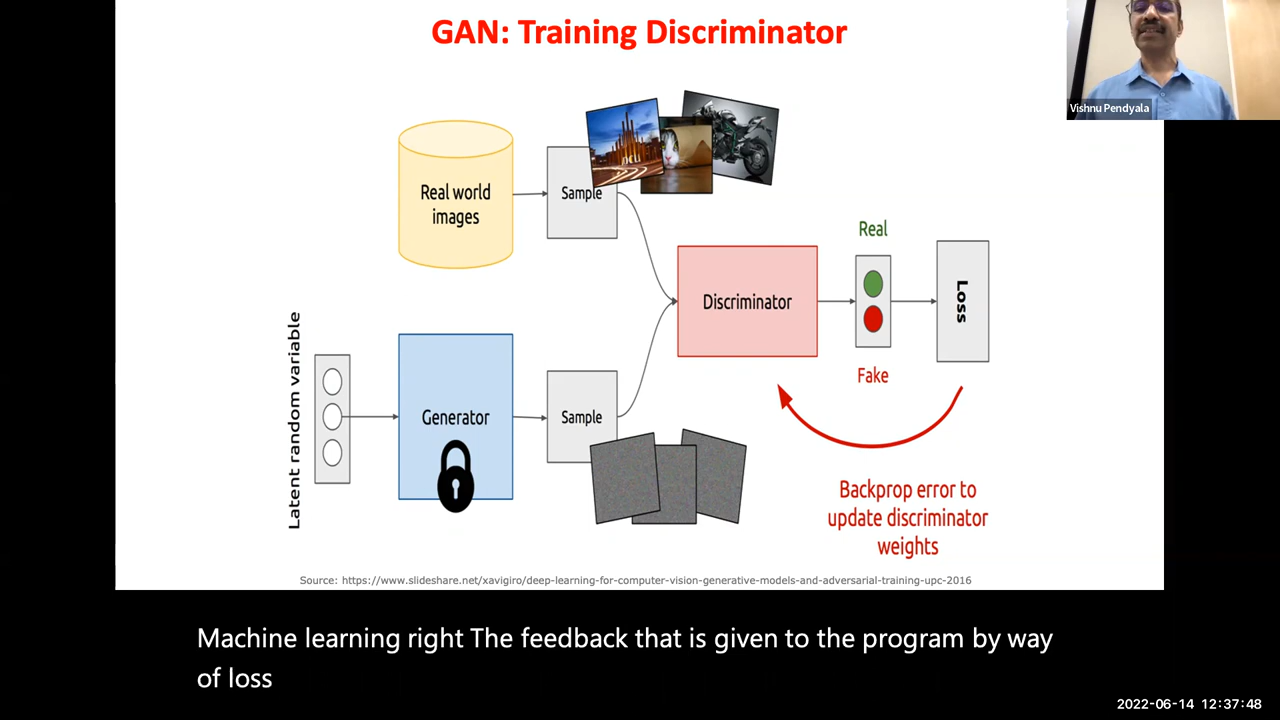 GAN: Training Discriminator
Vishnu Pendyala
Real world
images
Sample
Real
Discriminator
Loss
Fake
Latent random variable
Generator
Sample
Backprop error to
update discriminator
weights
Source: https://www.slideshare.net/xavigiro/deep-learning-for-computer-vision-generative-models-and-adversarial-training-upc-2016
Machine learning right The feedback that is given to the program by way
of loss
2022-06-14 12:37:48